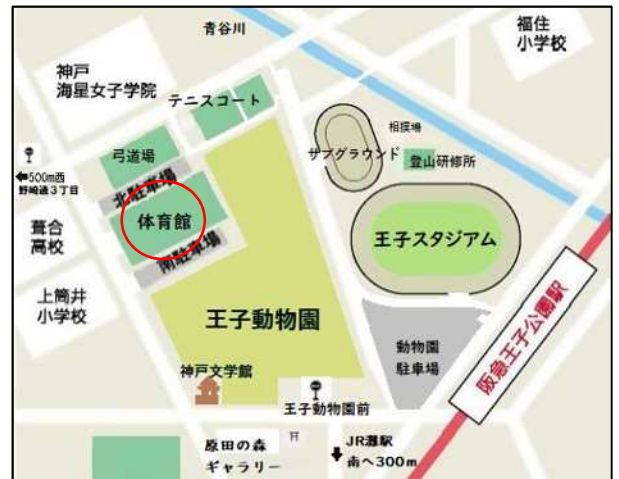 青谷川
福住
小学校
神戸
海星女子学院
テニスコート
相撲場
サブグラウンド
登山研修所
弓道場
←500m西
野崎通3丁目
北駐車場
体育館
南駐車場
葺合
高校
上筒井
小学校
王子スタジアム
王子動物園
動物園
駐車場
阪急王子公園駅
神戸文学館
王子動物園前
原田の森
ギャラリー
JR灘駅
南へ300m